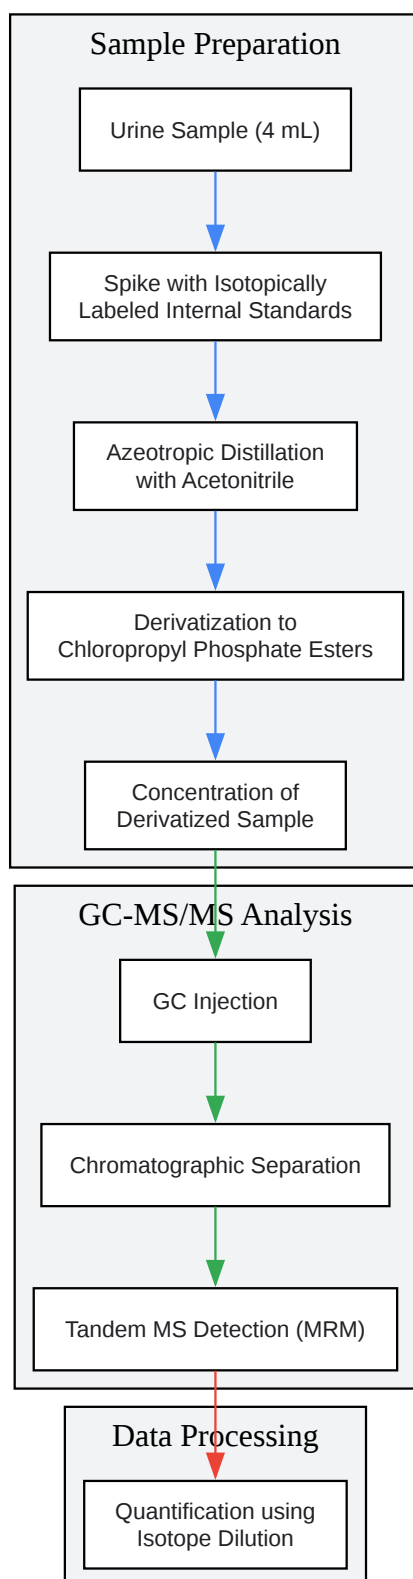 Sample Preparation
Urine Sample (4 mL)
Spike with Isotopically
Labeled Internal Standards
Azeotropic Distillation
with Acetonitrile
Derivatization to
Chloropropyl Phosphate Esters
Concentration of
Derivatized Sample
GC-MS/MS Analysis
GC Injection
Chromatographic Separation
Tandem MS Detection (MRM)
Data Processing
Quantification using
Isotope Dilution